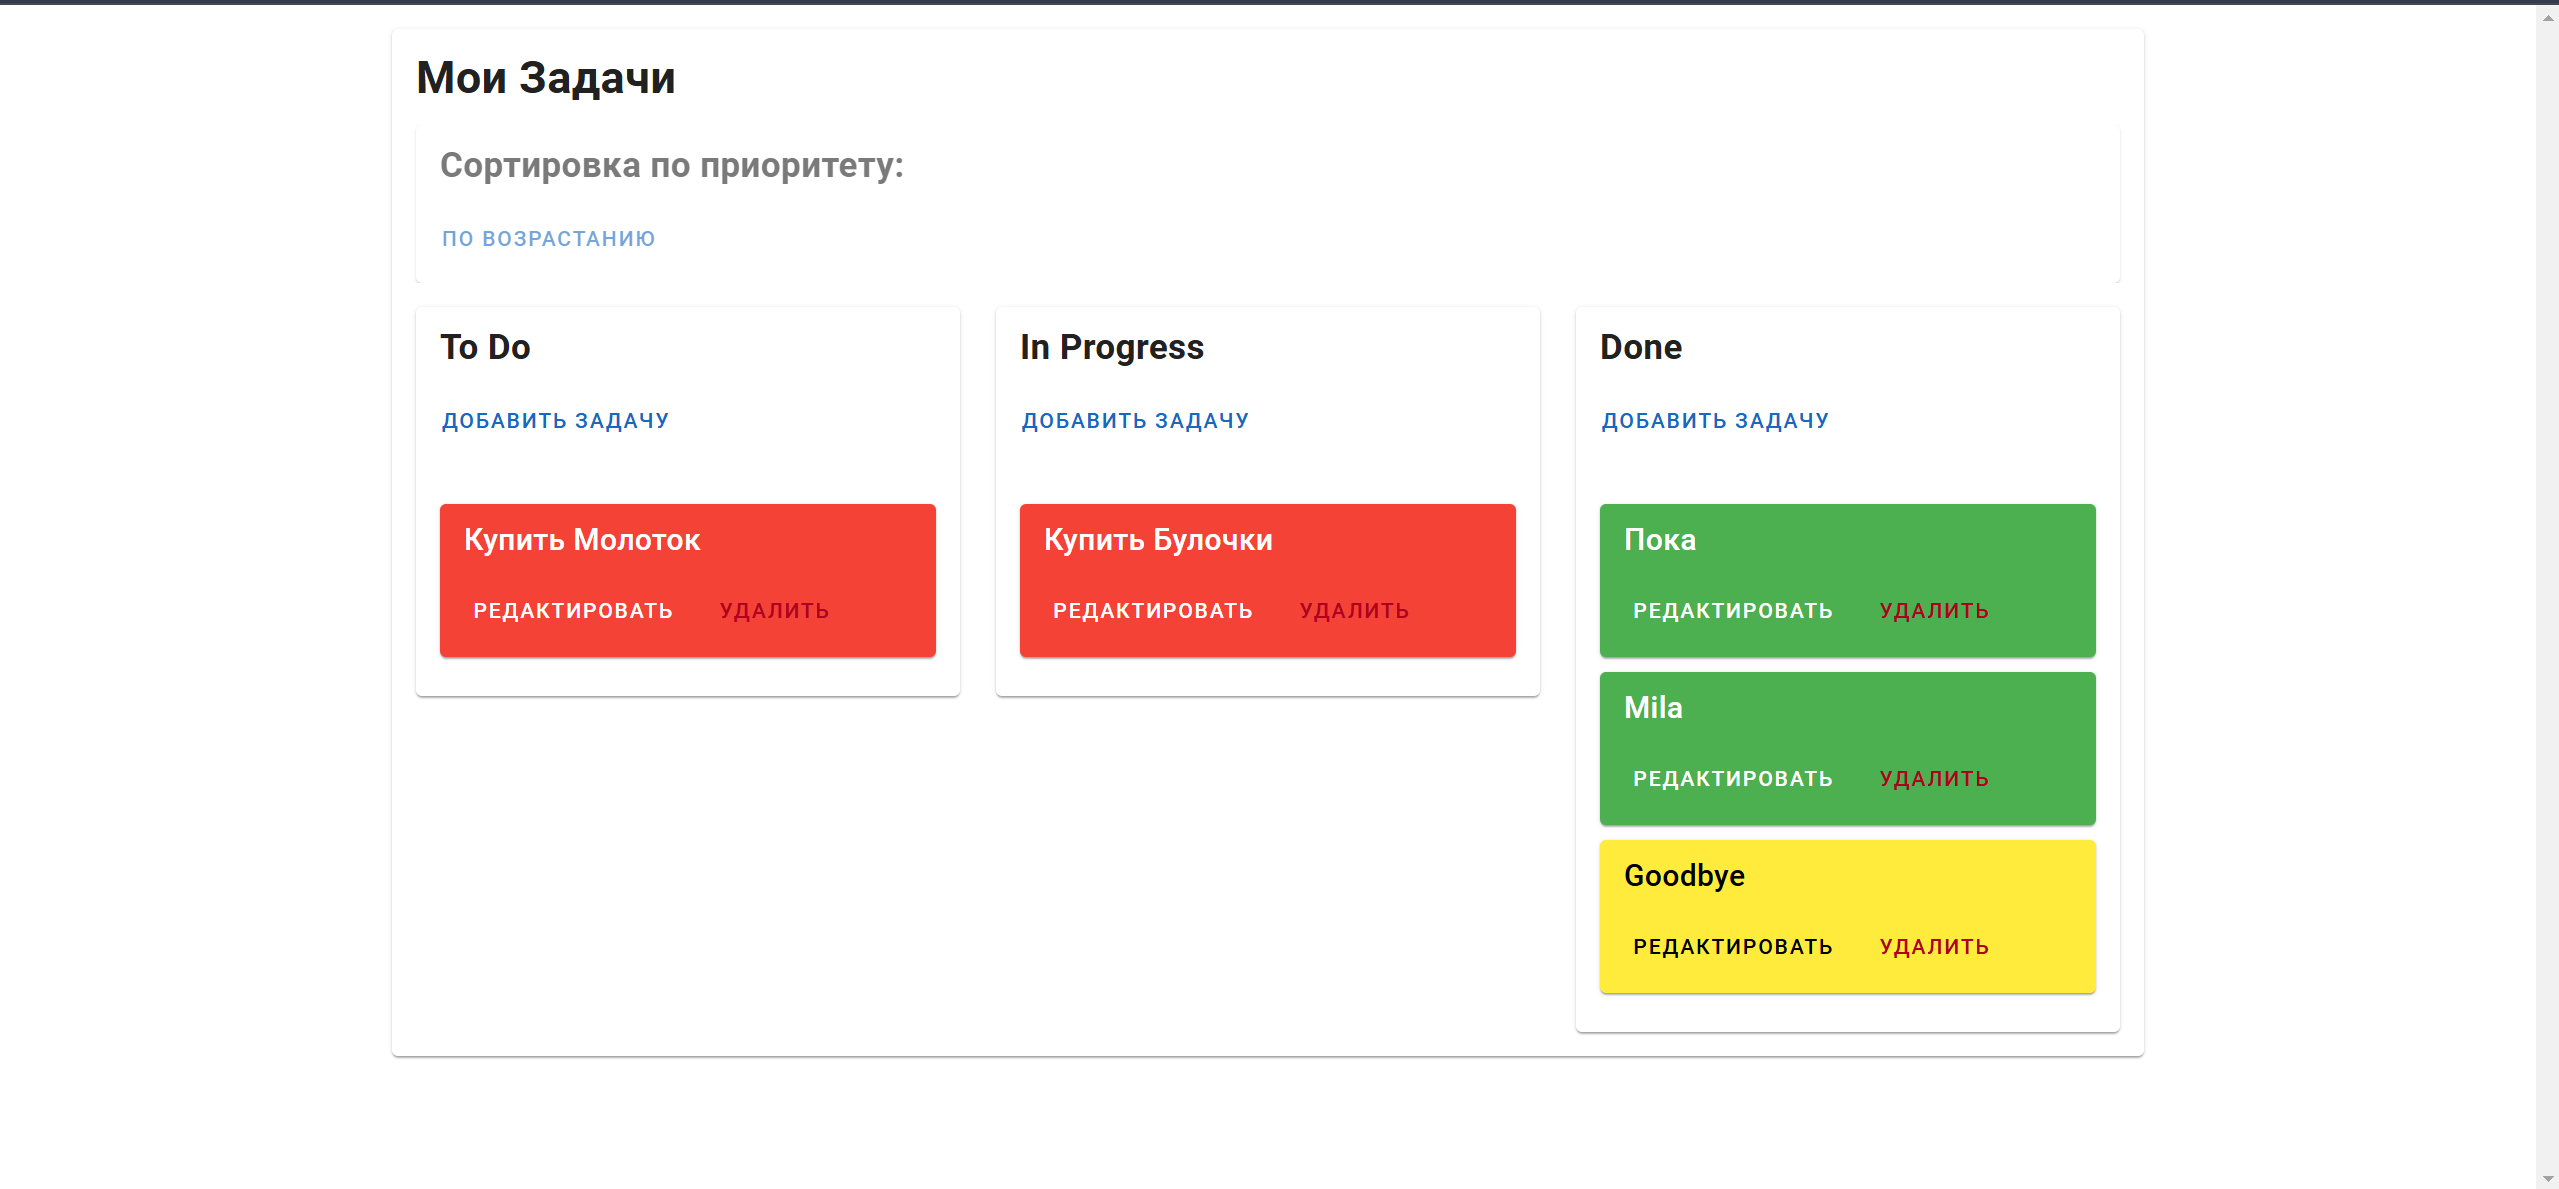 Мои Задачи
Сортировка по приоритету:
ПО ВОЗРАСТАНИЮ
To Do
ДОБАВИТЬ ЗАДАЧУ
Купить Молоток
РЕДАКТИРОВАТЬ УДАЛИТЬ
In Progress
ДОБАВИТЬ ЗАДАЧУ
Купить Булочки
РЕДАКТИРОВАТЬ УДАЛИТЬ
Done
ДОБАВИТЬ ЗАДАЧУ
Пока
РЕДАКТИРОВАТЬ УДАЛИТЬ
Mila
РЕДАКТИРОВАТЬ УДАЛИТЬ
Goodbye
РЕДАКТИРОВАТЬ УДАЛИТЬ